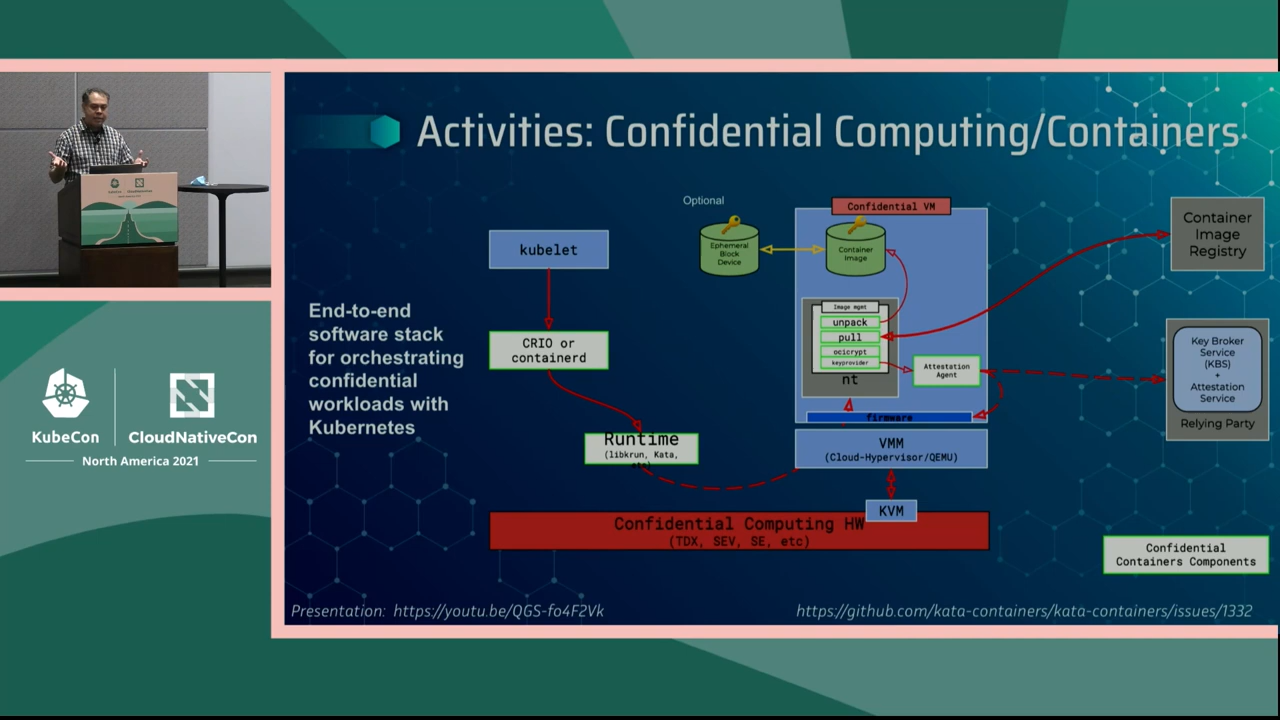 Activities: Confidential Computing/Containers
End-to-end
software stack
for orchestrating
confidential
workloads with
Kubernetes
kubelet
CRIO or
containerd
Runtime
(libkrun, Kata,
etc)
Optional
Ephemeral
Block
Device
Confidential VM
Container
Image
Image mgmt
unpack
pull
ocicrypt
keyprovider
nt
Attestation
Agent
firmware
VMM
(Cloud-Hypervisor/QEMU)
KVM
Confidential Computing HW
(TDX, SEV, SE, etc)
Container
Image
Registry
Key Broker
Service
(KBS)
+
Attestation
Service
Relying Party
Confidential
Containers Components
Presentation: https://youtu.be/QGS-fo4F2Vk
https://github.com/kata-containers/kata-containers/issues/1332
KubeCon
CloudNativeCon
North America 2021